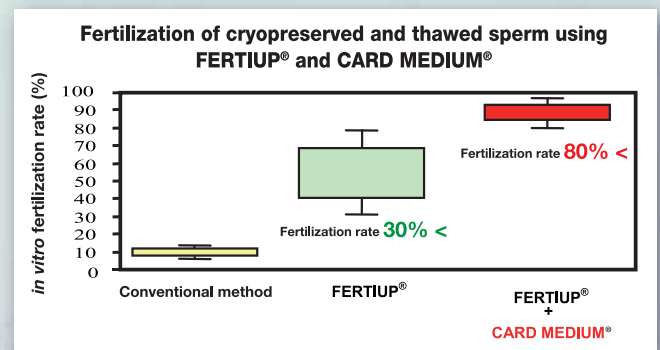 Fertilization of cryopreserved and thawed sperm using
FERTIUP® and CARD MEDIUM®
in vitro fertilization rate (%)
100
90
80
70
60
50
40
30
20
10
0
Fertilization rate 80% <
Fertilization rate 30% <
Conventional method
FERTIUP®
FERTIUP®
+
CARD MEDIUM®